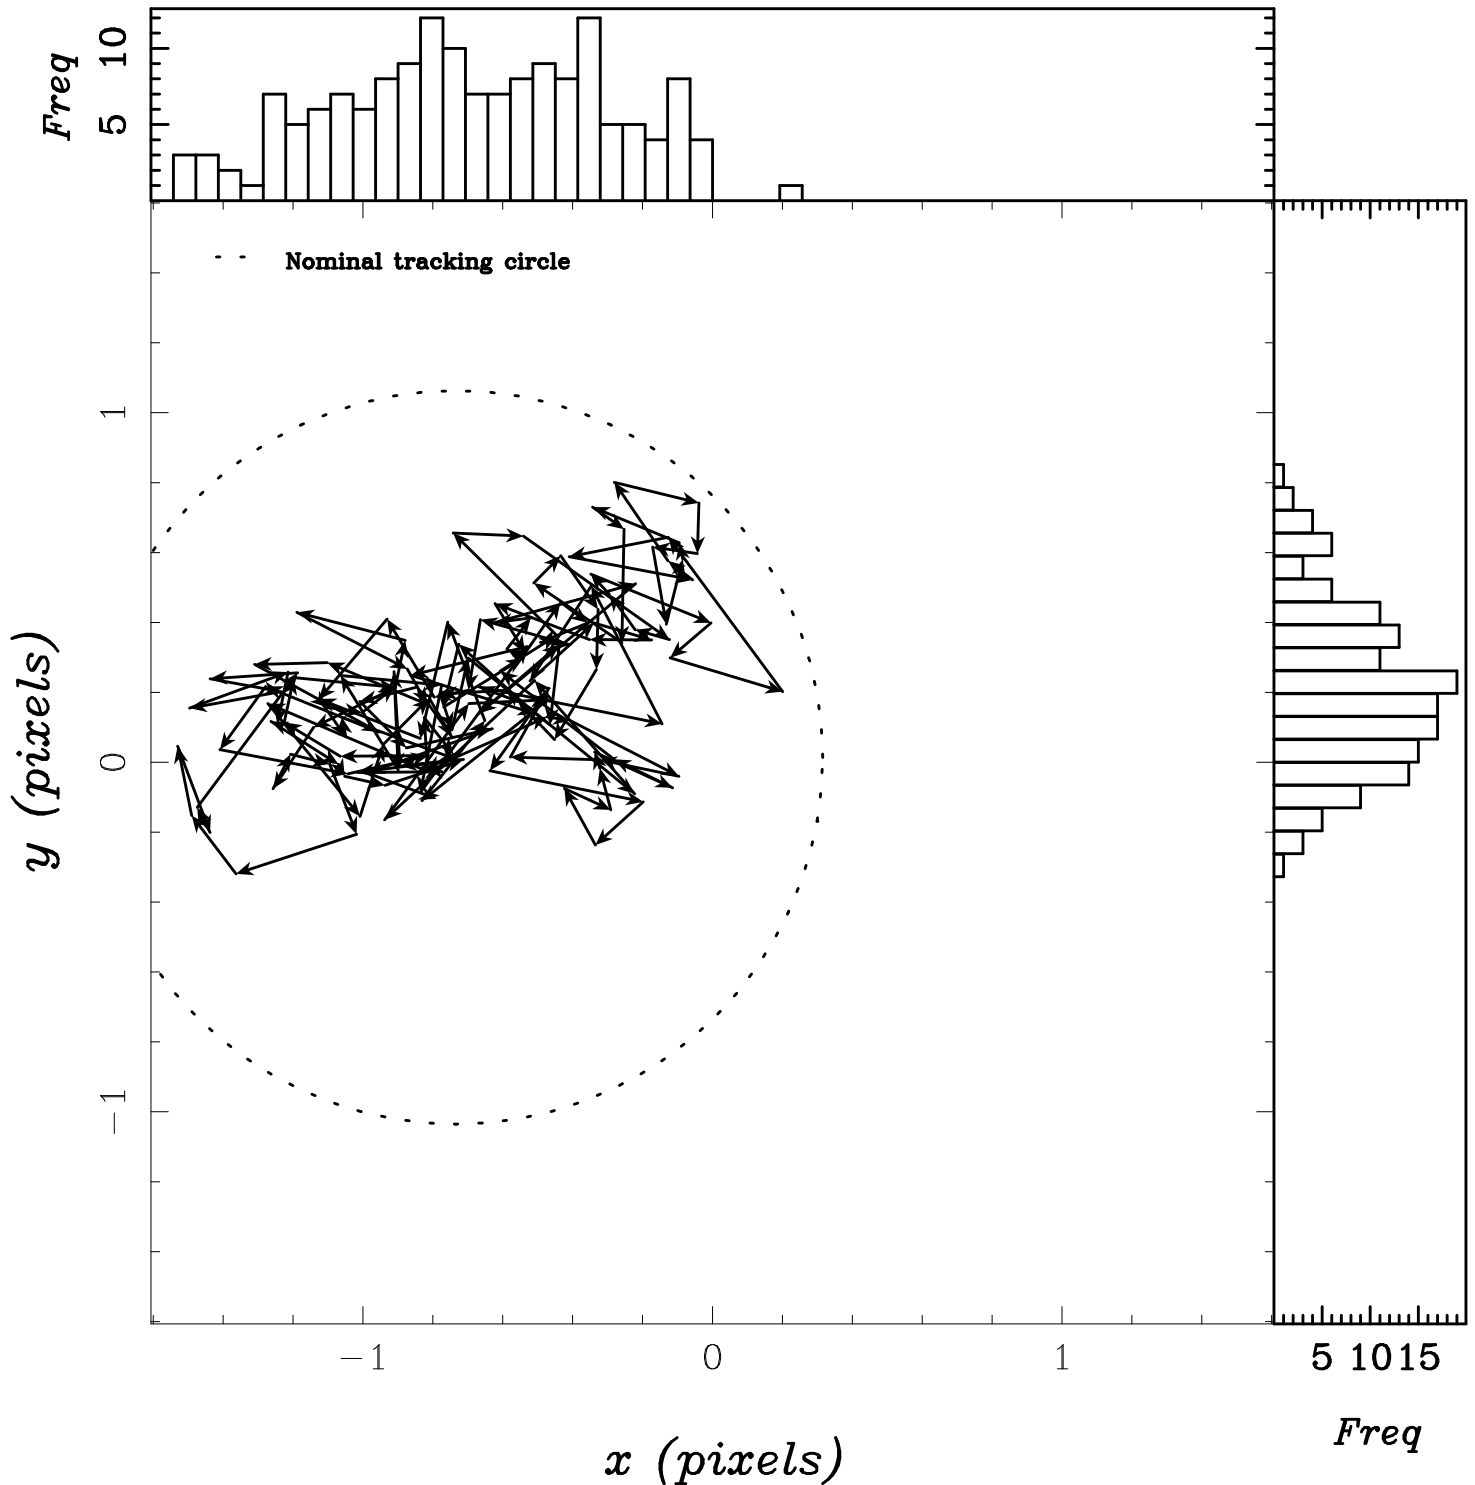 Freq
10
5
Nominal tracking circle
1
0
−1
y (pixels)
−1 0 1
5 10 15
Freq
x (pixels)